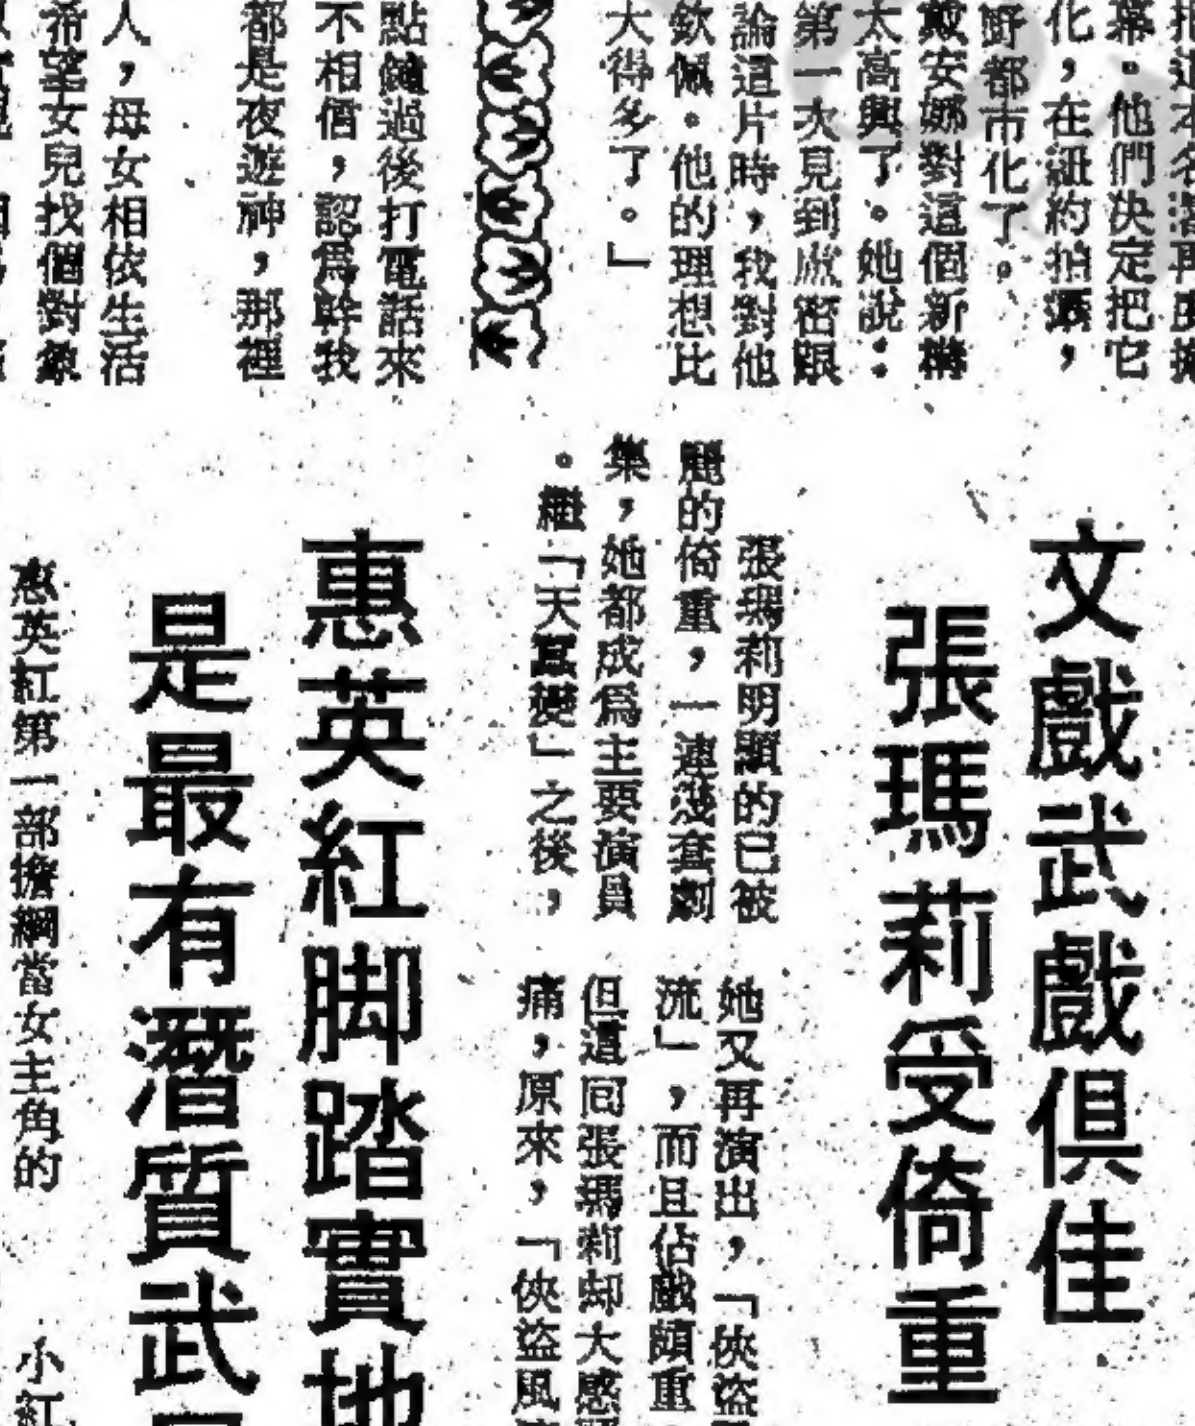 幕。他們決定把它
化，在紐約拍攝，
野都市化了。
戴安娜對這個新構
太高興了。她說：
第一次見到占密跟
論這片時，我對他
欽佩。他的理想比
大得多了。」
點鐘過後打電話來
不相信，認爲幹我
都是夜遊神，那裡
人，母女相依生活
希望女兒找個對象
文戲武戲俱佳
張瑪莉受倚重
張瑪莉明顯的已被
麗的倚重，一連幾套劇
集，她都成爲主要演員
。繼「天蠶變」之後，
她又再演出，「俠盜
流」，而且佔戲頗重
但這回張瑪莉却大感
痛，原來，「俠盜風
惠英紅脚踏實地
是最有潛質武
惠英紅第一部擔綱當女主角的
小紅